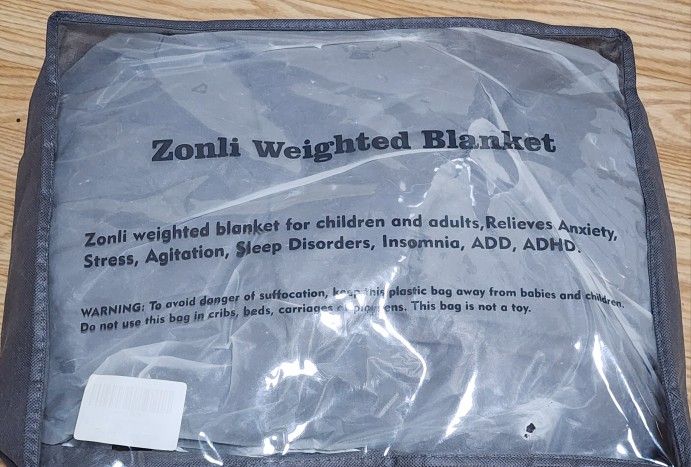 Zonli Weighted Blanket
Zonli weighted blanket for children and adults,Relieves Anxiety,
Stress, Agitation, Sleep Disorders, Insomnia, ADD, ADHD.
WARNING: To avoid danger of suffocation, keep this plastic bag away from babies and children.
Do not use this bag in cribs, beds, carriages or playpens. This bag is not a toy.